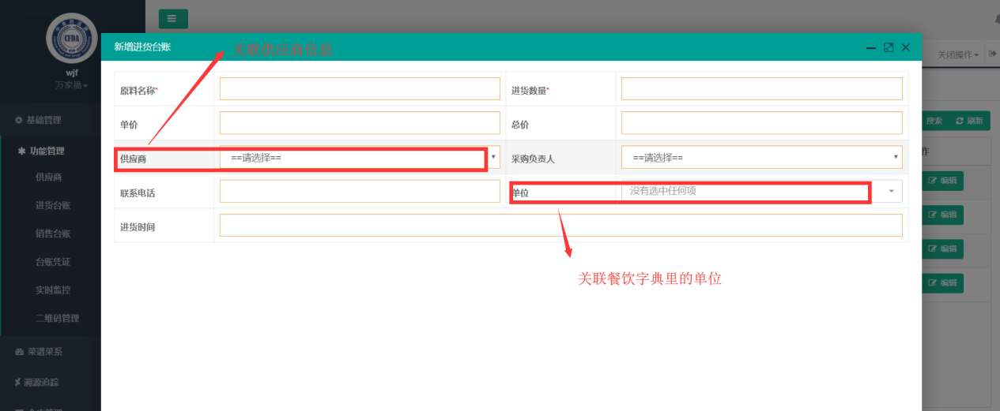 CFDA
wjf
万家福
基础管理
功能管理
供应商
进货台账
销售台账
台账凭证
实时监控
二维码管理
菜谱菜系
溯源追踪
新增进货台账
关联供应商信息
原料名称*
进货数量*
单价
总价
供应商
==请选择==
采购负责人
==请选择==
联系电话
单位
没有选中任何项
进货时间
关联餐饮字典里的单位
关闭操作
搜索
刷新
作
编辑
编辑
编辑
编辑